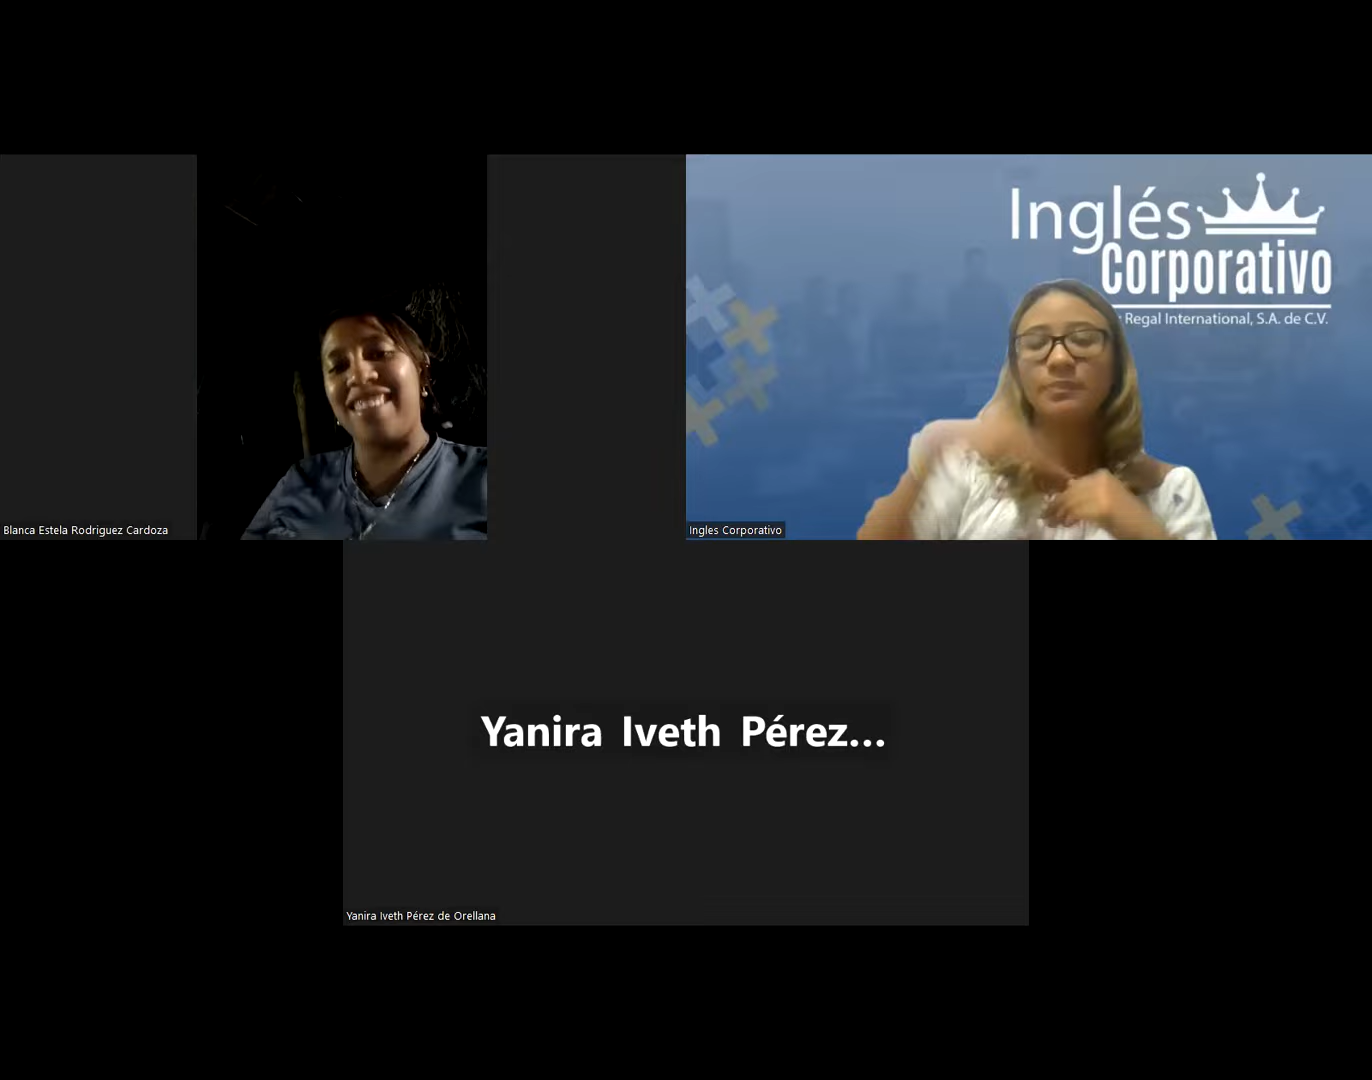 Inglés
Corporativo
Regal International, S.A. de C.V.
Blanca Estela Rodriguez Cardoza
Ingles Corporativo
Yanira Iveth Pérez...
Yanira Iveth Pérez de Orellana